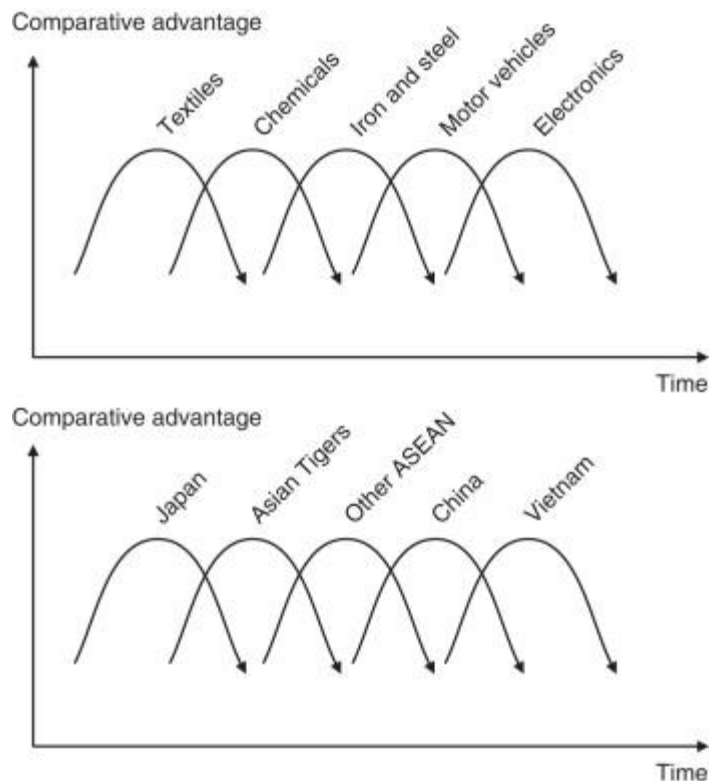 Comparative advantage
Textiles
Chemicals
Iron and steel
Motor vehicles
Electronics
Time
Comparative advantage
Japan
Asian Tigers
Other ASEAN
China
Vietnam
Time